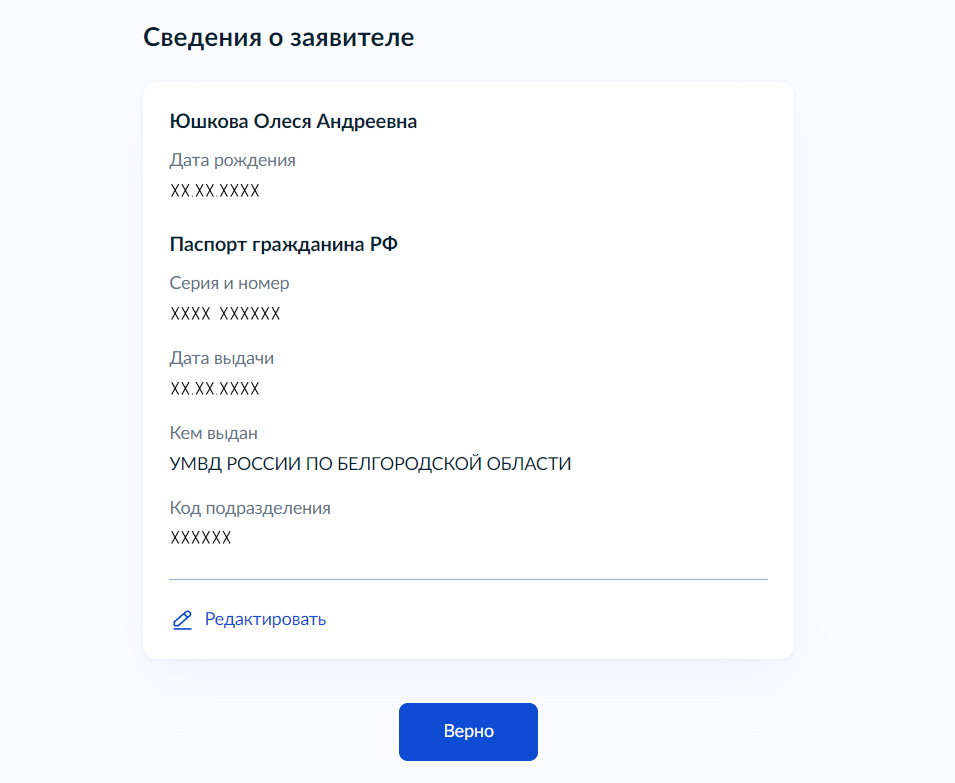 Сведения о заявителе
Юшкова Олеся Андреевна
Дата рождения
XX.XX.XXXX
Паспорт гражданина РФ
Серия и номер
XXXX XXXXXX
Дата выдачи
XX.XX.XXXX
Кем выдан
УМВД РОССИИ ПО БЕЛГОРОДСКОЙ ОБЛАСТИ
Код подразделения
XXXXXX
Редактировать
Верно